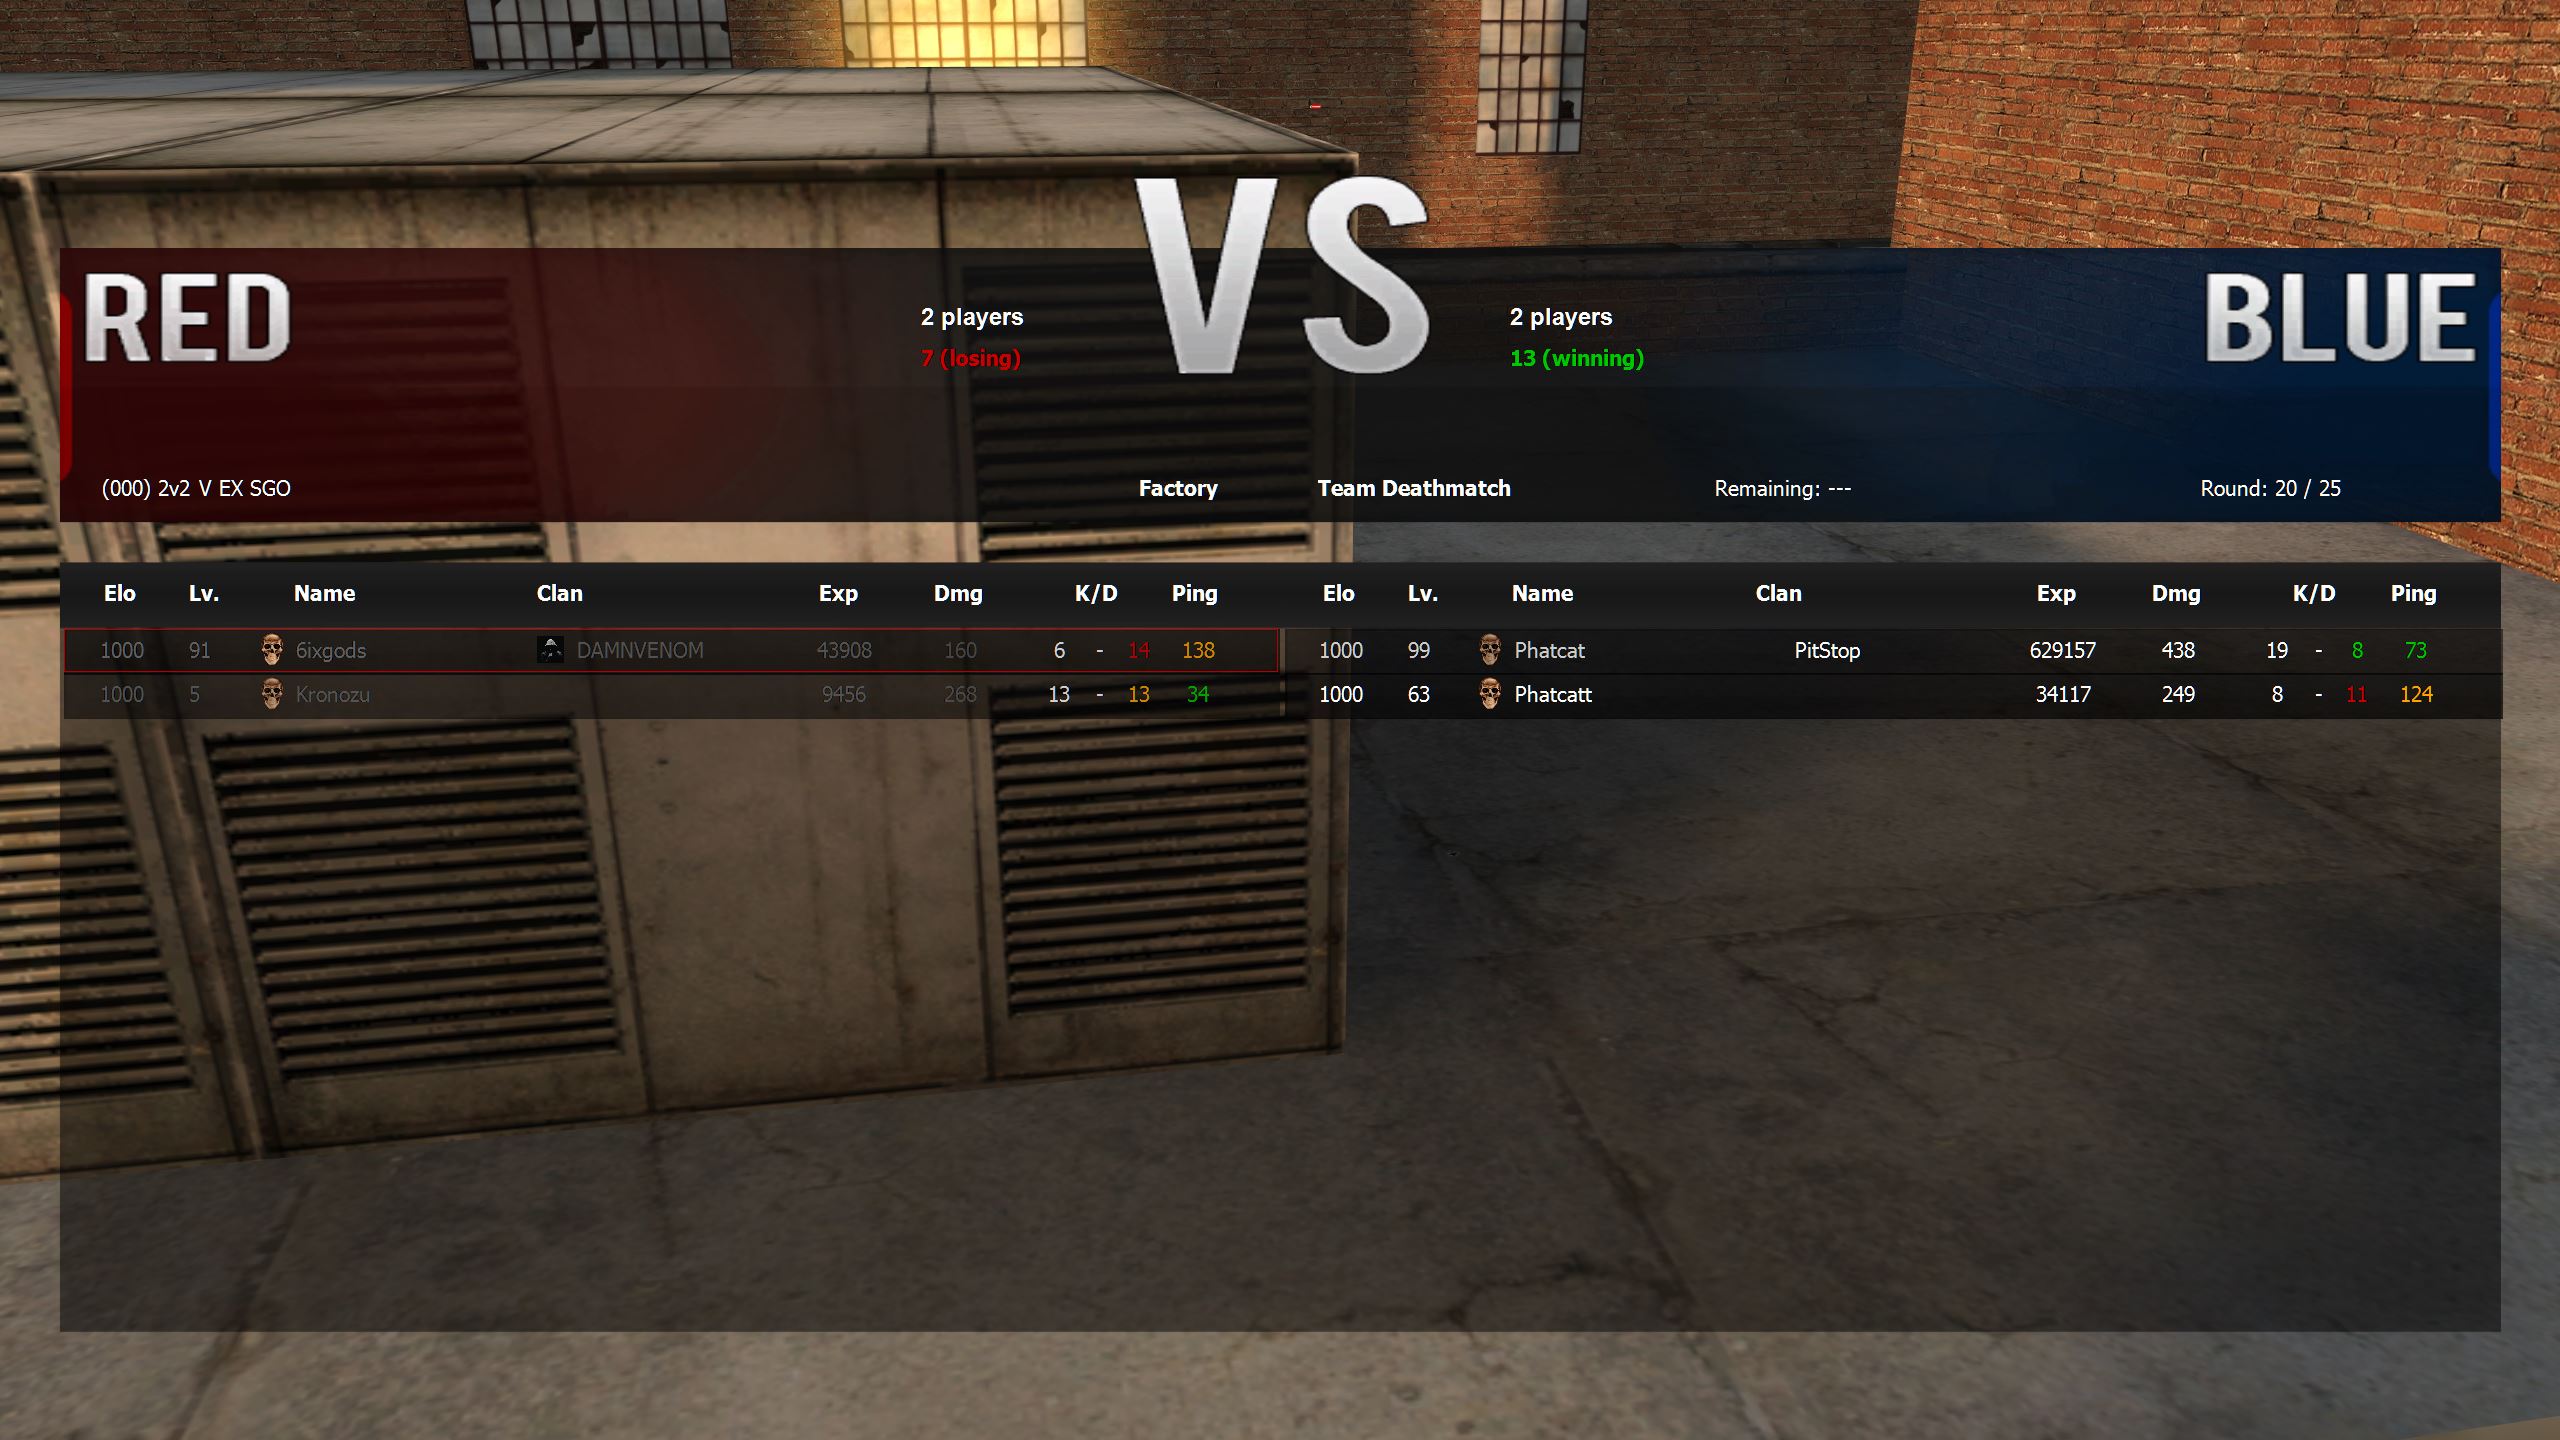 RED VS BLUE
2 players 2 players
7 (losing) 13 (winning)
(000) 2v2 V EX SGO Factory Team Deathmatch Remaining: --- Round: 20 / 25
Elo Lv. Name Clan Exp Dmg K/D Ping Elo Lv. Name Clan Exp Dmg K/D Ping
1000 91 6ixgods DAMNVENOM 43908 160 6 - 14 138 1000 99 Phatcat PitStop 629157 438 19 - 8 73
1000 5 Kronozu 9456 268 13 - 13 34 1000 63 Phatcatt 34117 249 8 - 11 124